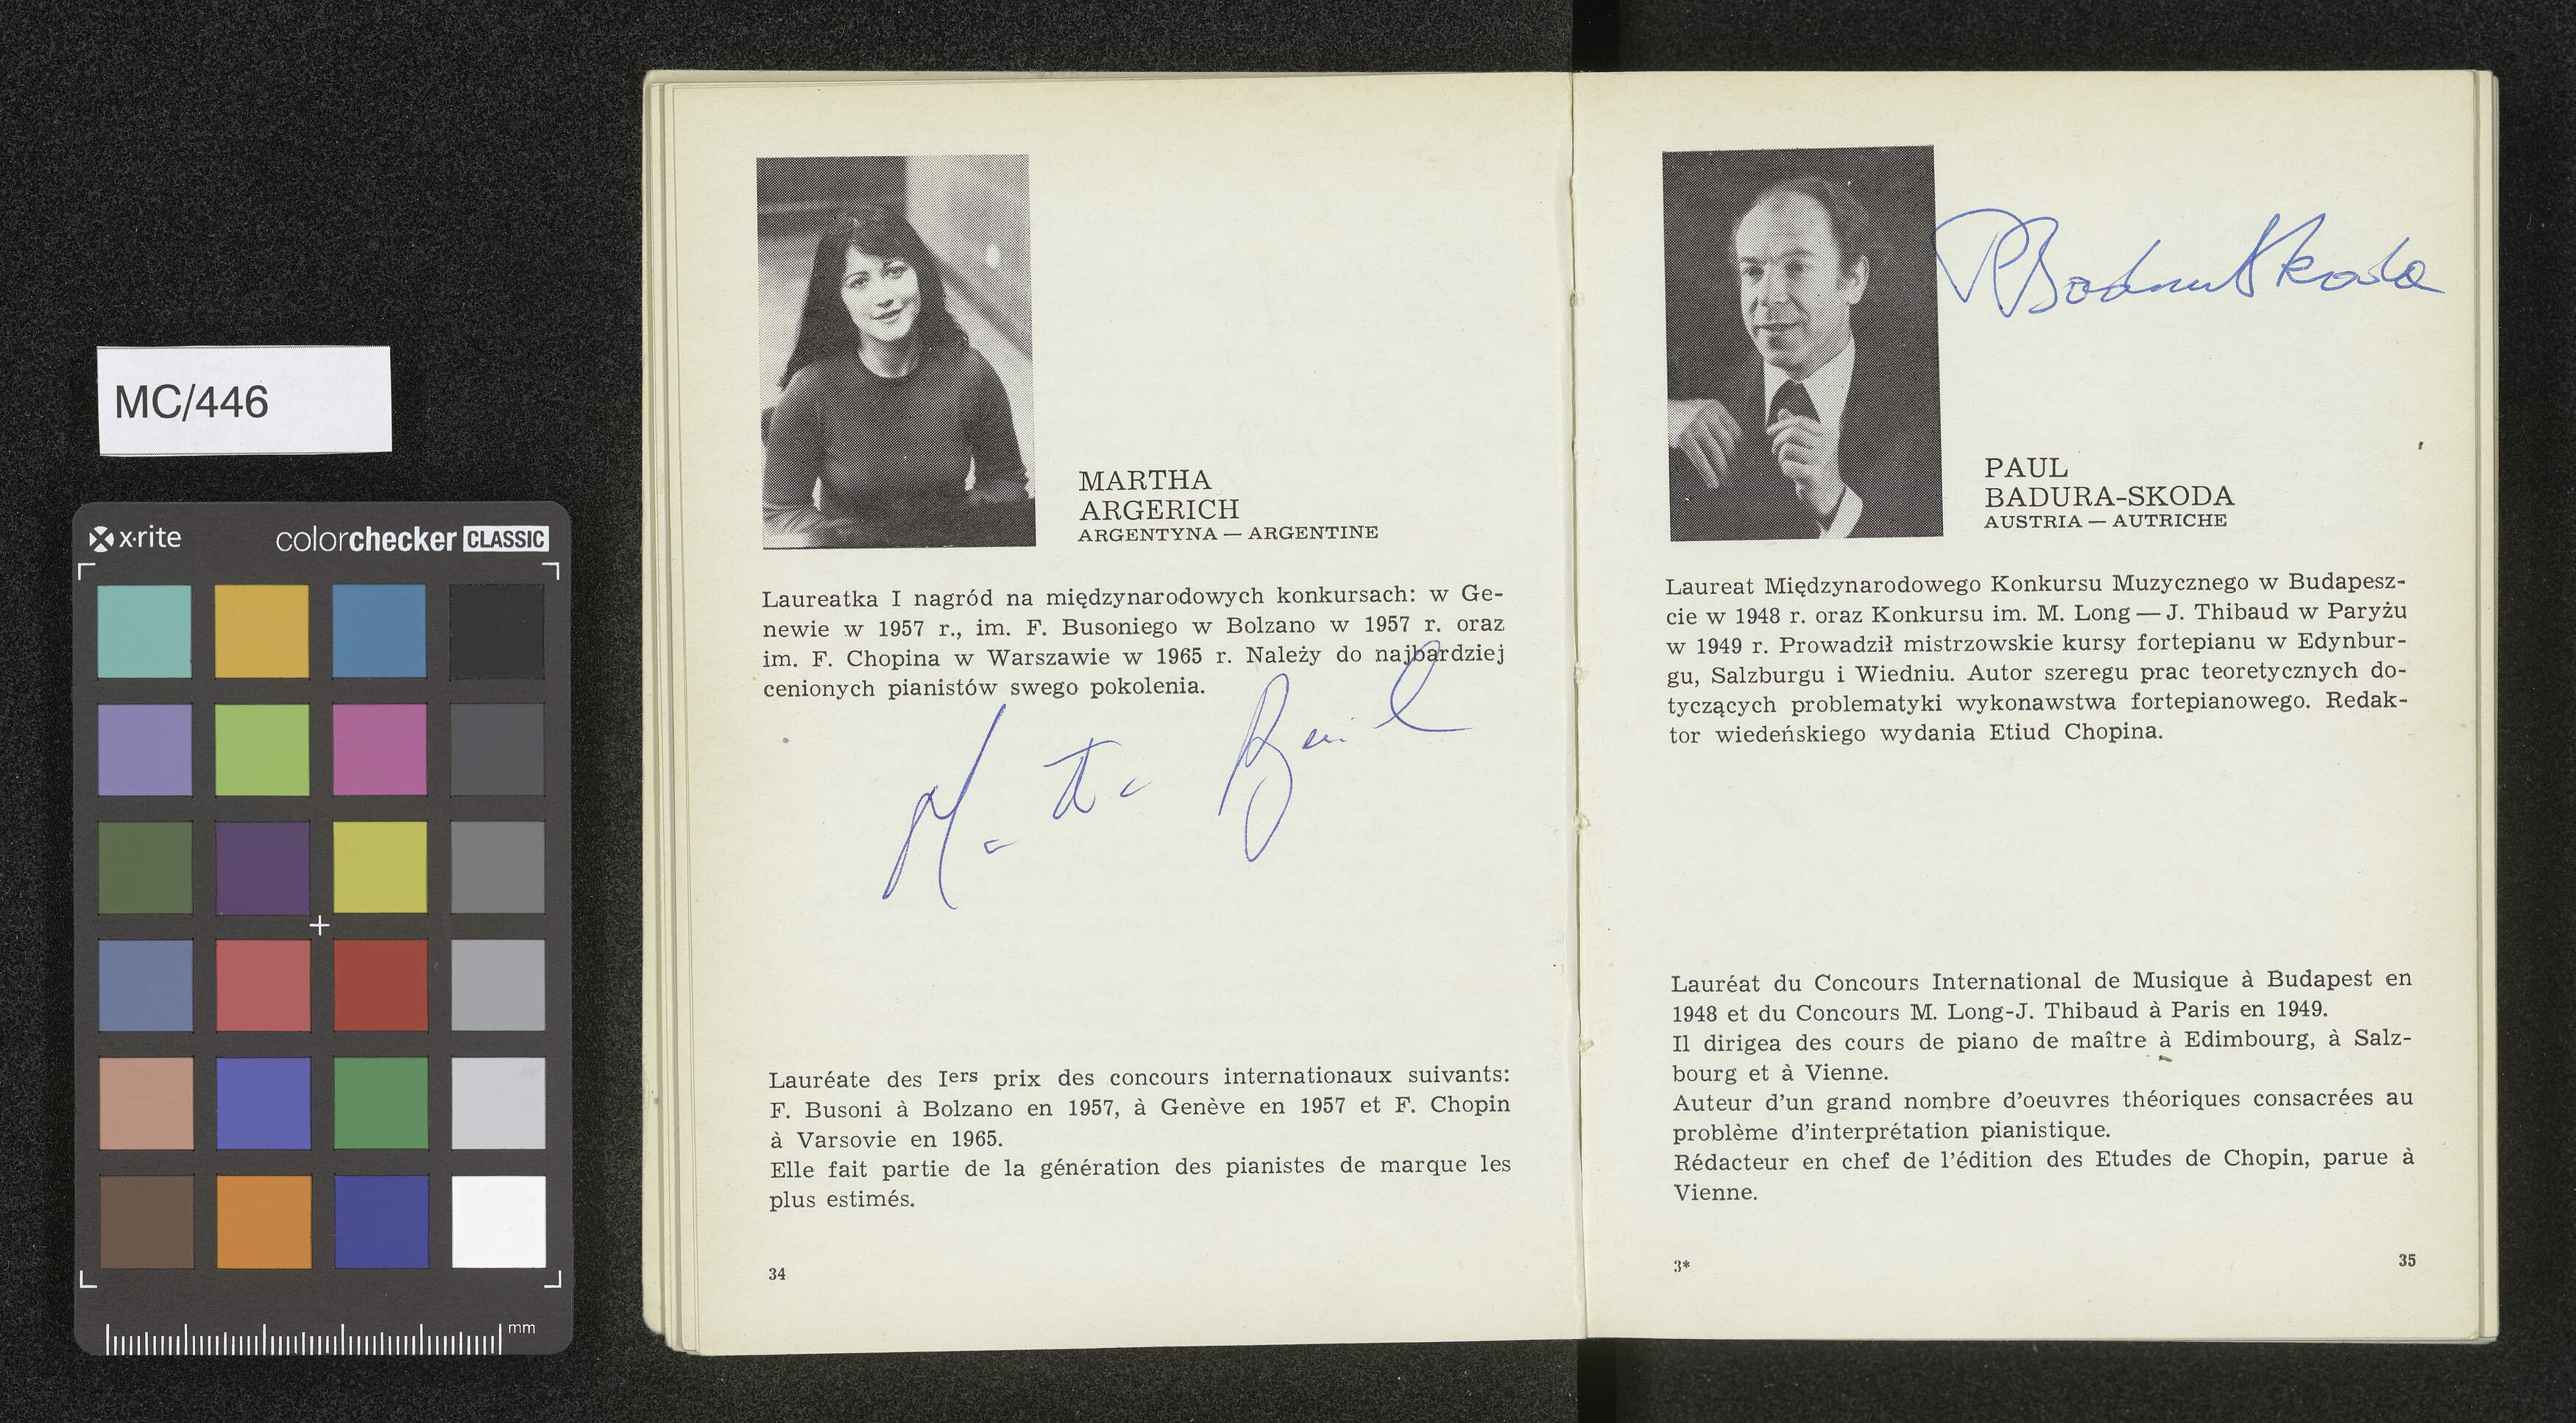 MC/446
x·rite
colorchecker CLASSIC
mm
MARTHA
ARGERICH
ARGENTYNA — ARGENTINE
Laureatka I nagród na międzynarodowych konkursach: w Ge-
newie w 1957 r., im. F. Busoniego w Bolzano w 1957 r. oraz
im. F. Chopina w Warszawie w 1965 r. Należy do najbardziej
cenionych pianistów swego pokolenia.
Lauréate des Iers prix des concours internationaux suivants:
F. Busoni à Bolzano en 1957, à Genève en 1957 et F. Chopin
à Varsovie en 1965.
Elle fait partie de la génération des pianistes de marque les
plus estimés.
34
PBadura Skoda
PAUL
BADURA-SKODA
AUSTRIA — AUTRICHE
Laureat Międzynarodowego Konkursu Muzycznego w Budapesz-
cie w 1948 r. oraz Konkursu im. M. Long — J. Thibaud w Paryżu
w 1949 r. Prowadził mistrzowskie kursy fortepianu w Edynbur-
gu, Salzburgu i Wiedniu. Autor szeregu prac teoretycznych do-
tyczących problematyki wykonawstwa fortepianowego. Redak-
tor wiedeńskiego wydania Etiud Chopina.
Lauréat du Concours International de Musique à Budapest en
1948 et du Concours M. Long-J. Thibaud à Paris en 1949.
Il dirigea des cours de piano de maître à Edimbourg, à Salz-
bourg et à Vienne.
Auteur d'un grand nombre d'oeuvres théoriques consacrées au
problème d'interprétation pianistique.
Rédacteur en chef de l'édition des Etudes de Chopin, parue à
Vienne.
3*
35